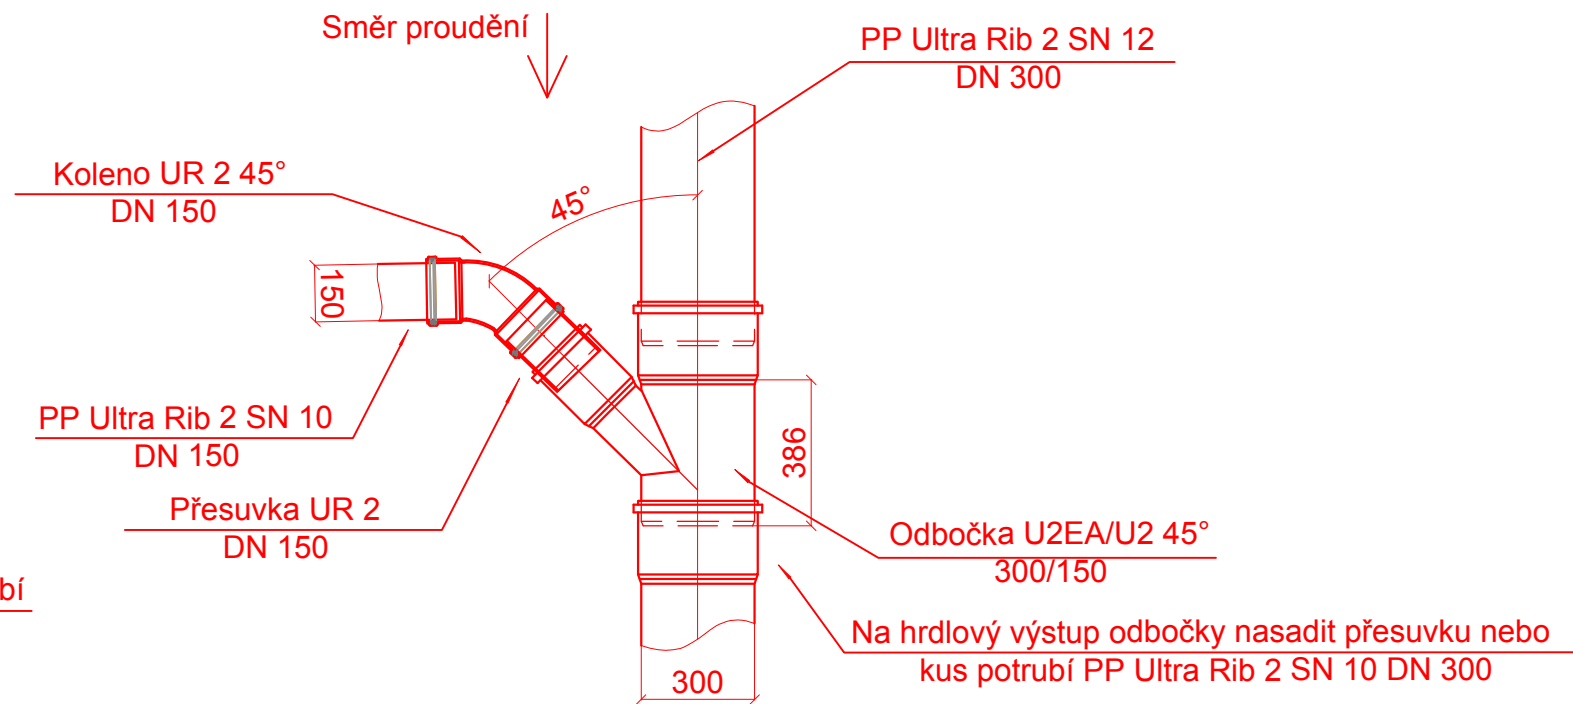 Směr proudění
PP Ultra Rib 2 SN 12
DN 300
Koleno UR 2 45°
DN 150
45°
150
PP Ultra Rib 2 SN 10
DN 150
386
Přesuvka UR 2
DN 150
Odbočka U2EA/U2 45°
300/150
bí
Na hrdlový výstup odbočky nasadit přesuvku nebo
kus potrubí PP Ultra Rib 2 SN 10 DN 300
300